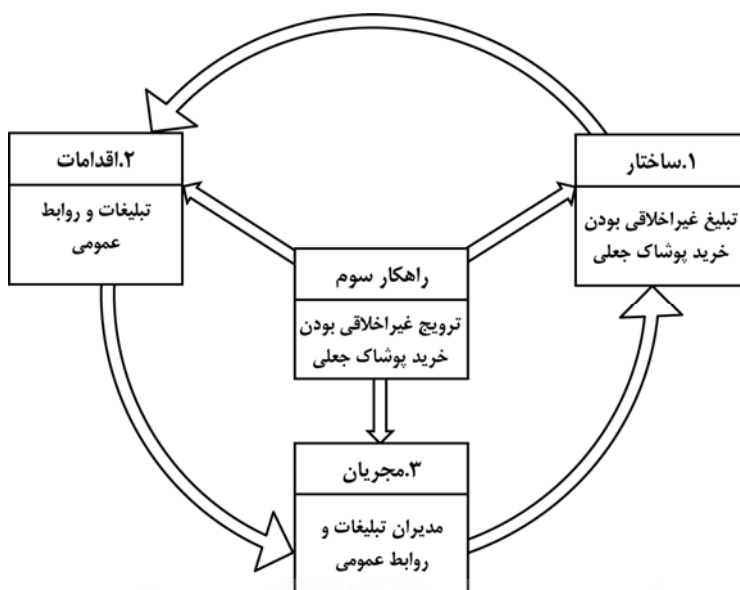 ۱.ساختار
تبلیغ غیراخلاقی بودن
خرید پوشاک جعلی
۲.اقدامات
تبلیغات و روابط
عمومی
راهکار سوم
ترویج غیراخلاقی بودن
خرید پوشاک جعلی
۳.مجریان
مدیران تبلیغات و
روابط عمومی